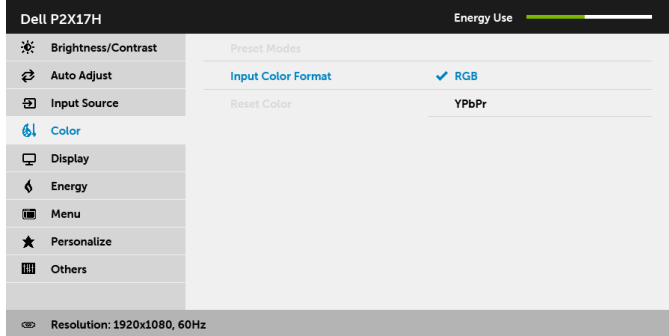 Dell P2X17H Energy Use
Brightness/Contrast Preset Modes
Auto Adjust Input Color Format RGB
Input Source Reset Color YPbPr
Color
Display
Energy
Menu
Personalize
Others
Resolution: 1920x1080, 60Hz